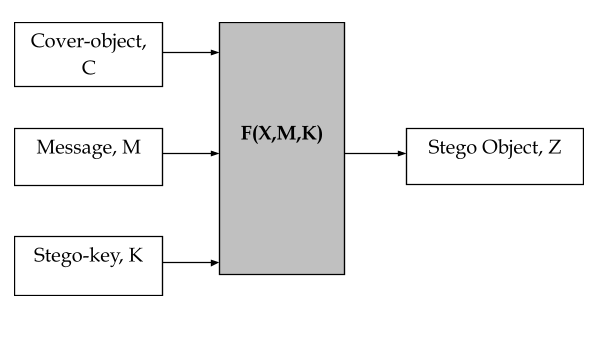 Cover-object,
C
Message, M
Stego-key, K
F(X,M,K)
Stego Object, Z